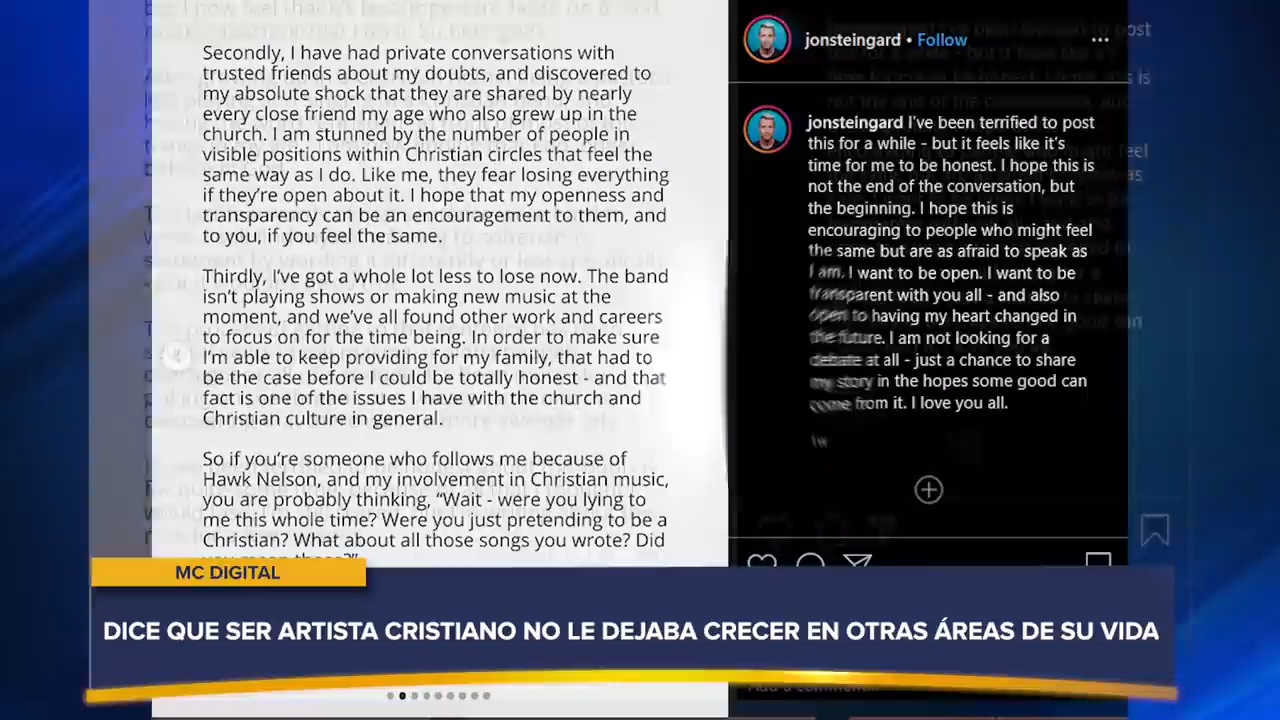 Secondly, I have had private conversations with
trusted friends about my doubts, and discovered to
my absolute shock that they are shared by nearly
every close friend my age who also grew up in the
church. I am stunned by the number of people in
visible positions within Christian circles that feel the
same way as I do. Like me, they fear losing everything
if they're open about it. I hope that my openness and
transparency can be an encouragement to them, and
to you, if you feel the same.
Thirdly, I've got a whole lot less to lose now. The band
isn't playing shows or making new music at the
moment, and we've all found other work and careers
to focus on for the time being. In order to make sure
I'm able to keep providing for my family, that had to
be the case before I could be totally honest - and that
fact is one of the issues I have with the church and
Christian culture in general.
So if you're someone who follows me because of
Hawk Nelson, and my involvement in Christian music,
you are probably thinking, “Wait - were you lying to
me this whole time? Were you just pretending to be a
Christian? What about all those songs you wrote? Did
jonsteingard • Follow
jonsteingard I've been terrified to post
this for a while - but it feels like it's
time for me to be honest. I hope this is
not the end of the conversation, but
the beginning. I hope this is
encouraging to people who might feel
the same but are as afraid to speak as
I am. I want to be open. I want to be
transparent with you all - and also
open to having my heart changed in
the future. I am not looking for a
debate at all - just a chance to share
my story in the hopes some good can
come from it. I love you all.
1w
MC DIGITAL
DICE QUE SER ARTISTA CRISTIANO NO LE DEJABA CRECER EN OTRAS ÁREAS DE SU VIDA